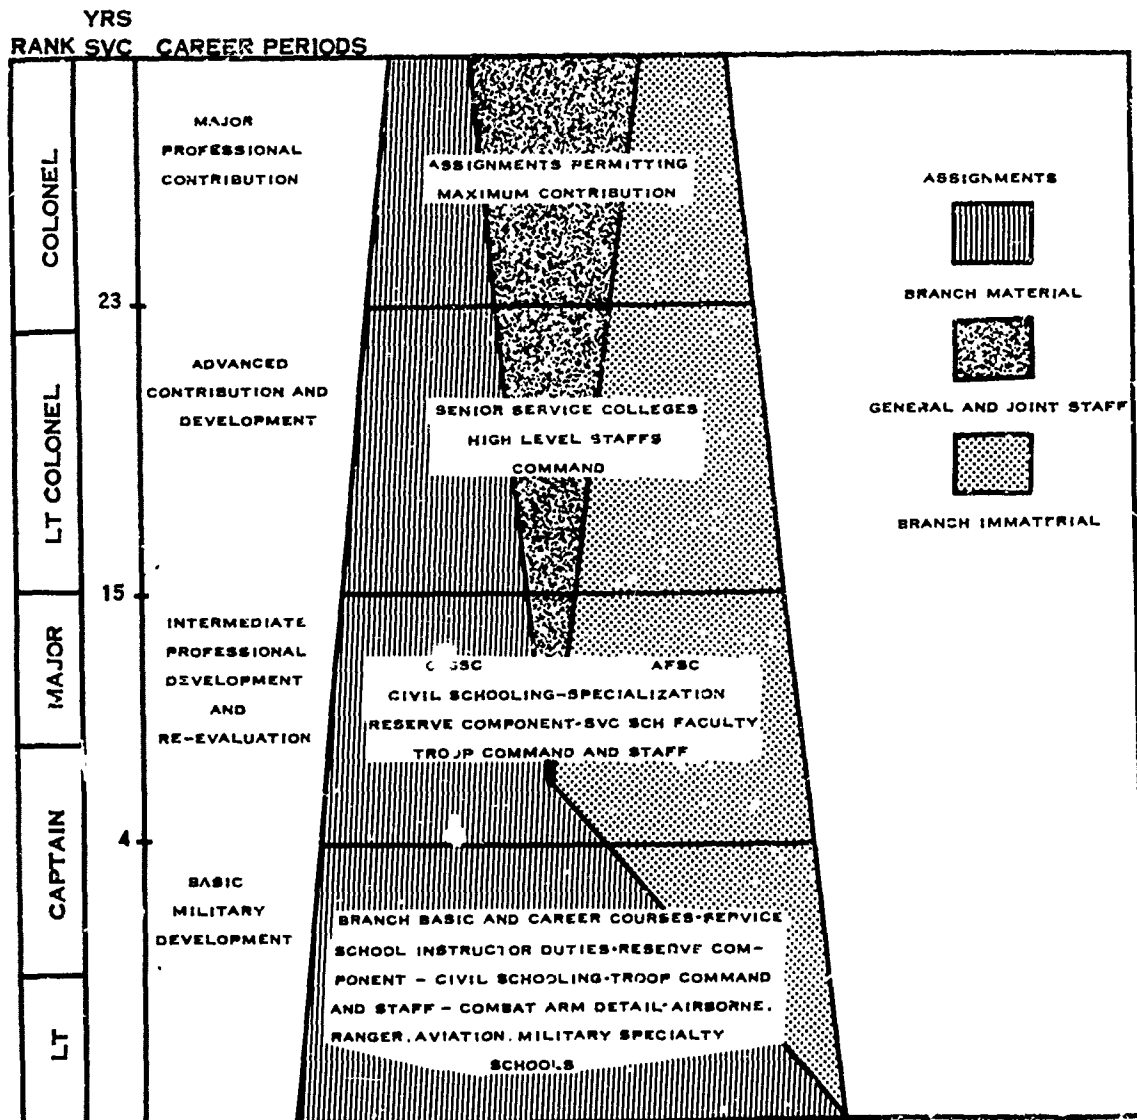 YRS
RANK SVC CAREER PERIODS
COLONEL
LT COLONEL
MAJOR
CAPTAIN
LT
23
15
4
MAJOR
PROFESSIONAL
CONTRIBUTION
ADVANCED
CONTRIBUTION AND
DEVELOPMENT
INTERMEDIATE
PROFESSIONAL
DEVELOPMENT
AND
RE-EVALUATION
BASIC
MILITARY
DEVELOPMENT
ASSIGNMENTS PERMITTING
MAXIMUM CONTRIBUTION
SENIOR SERVICE COLLEGES
HIGH LEVEL STAFFS
COMMAND
AFSC
CIVIL SCHOOLING-SPECIALIZATION
RESERVE COMPONENT-SVC SCH FACULTY
TROOP COMMAND AND STAFF
BRANCH BASIC AND CAREER COURSES-SERVICE
SCHOOL INSTRUCTOR DUTIES-RESERVE COM-
PONENT - CIVIL SCHOOLING-TROOP COMMAND
AND STAFF - COMBAT ARM DETAIL-AIRBORNE,
RANGER, AVIATION, MILITARY SPECIALTY
SCHOOLS
ASSIGNMENTS
BRANCH MATERIAL
GENERAL AND JOINT STAFF
BRANCH IMMATERIAL